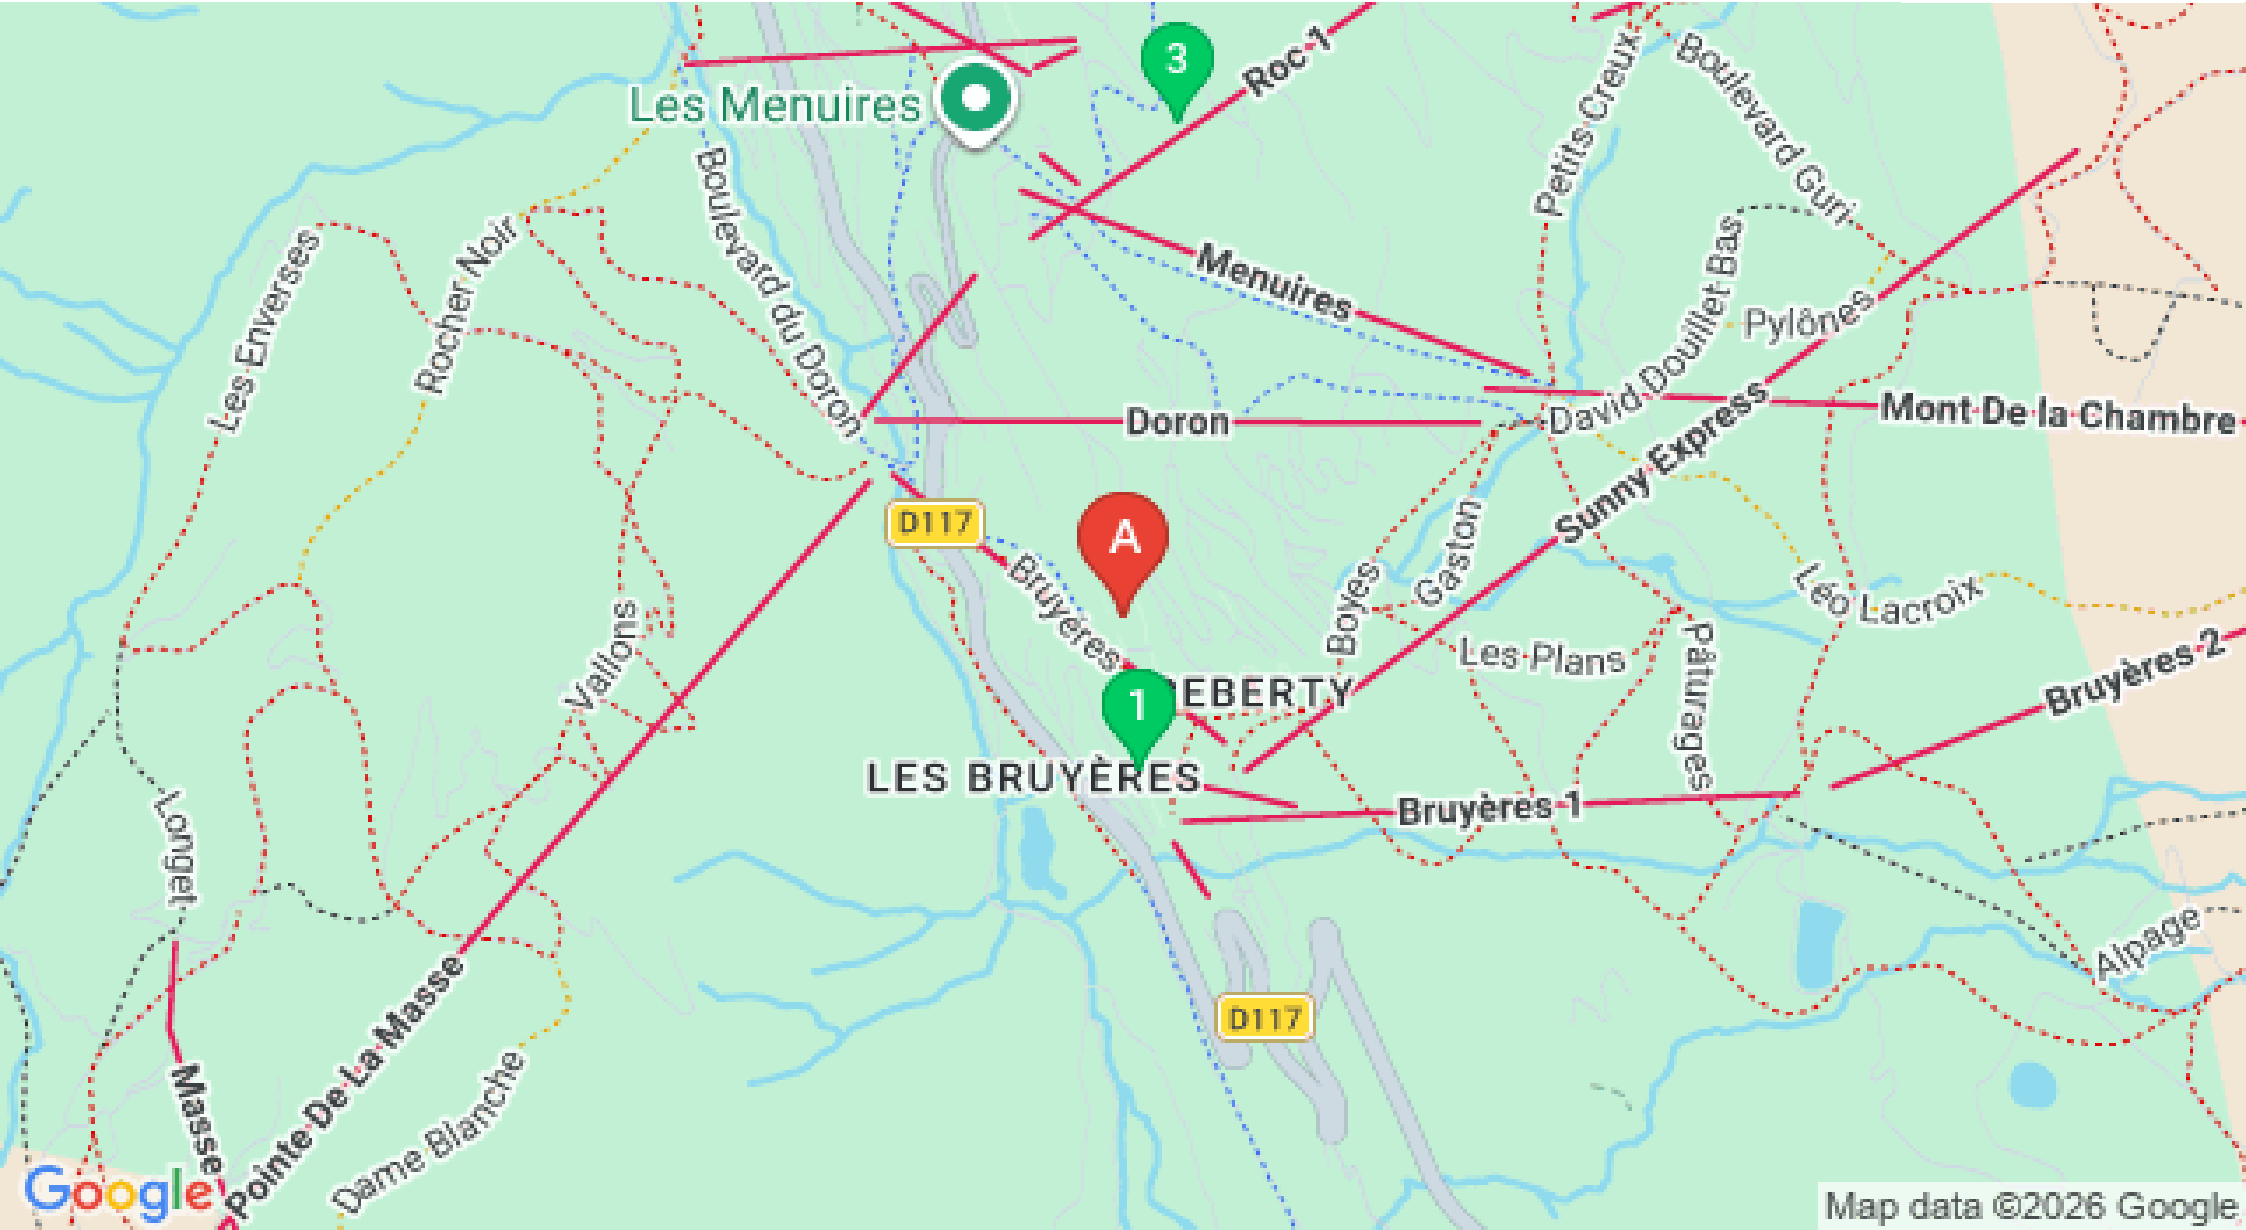 3
Roc 1
Petits Creux
Boulevard Guri
Les Menuires
Boulevard du Doron
Les Enverses
Rocher Noir
Menuires
David Douillet Bas
Pylônes
Doron
Mont De la Chambre
Sunny Express
D117
A
Bruyères
Boyes
Gaston
Léo Lacroix
Les Plans
Pâturages
Vallons
Bruyères 2
1
EBERTY
LES BRUYÈRES
Bruyères 1
Longet
Alpage
D117
Masse
Pointe De La Masse
Dame Blanche
Google
Map data ©2026 Google